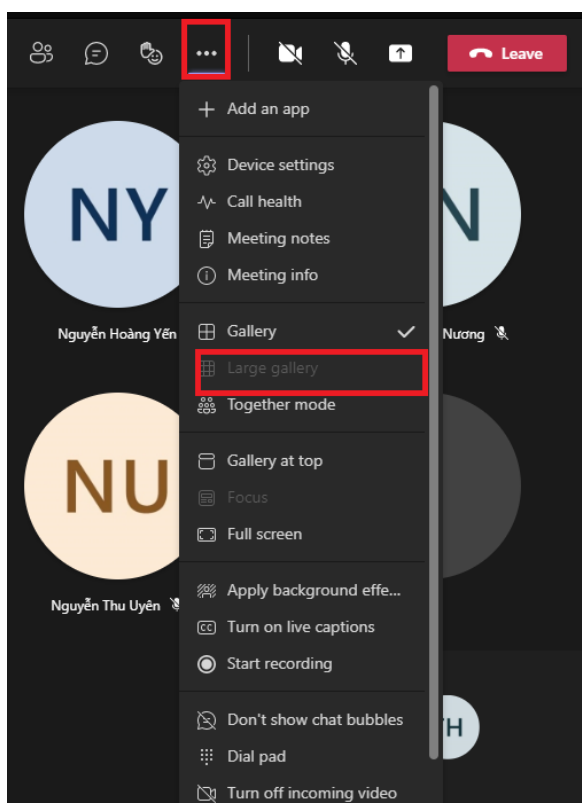 Leave
Add an app
NY
N
Device settings
Call health
Meeting notes
Meeting info
Nguyễn Hoàng Yến
Gallery
Nương
Large gallery
Together mode
Gallery at top
NU
Focus
Full screen
Nguyễn Thu Uyên
Apply background effe...
CC Turn on live captions
Start recording
Don't show chat bubbles
H
Dial pad
Turn off incoming video